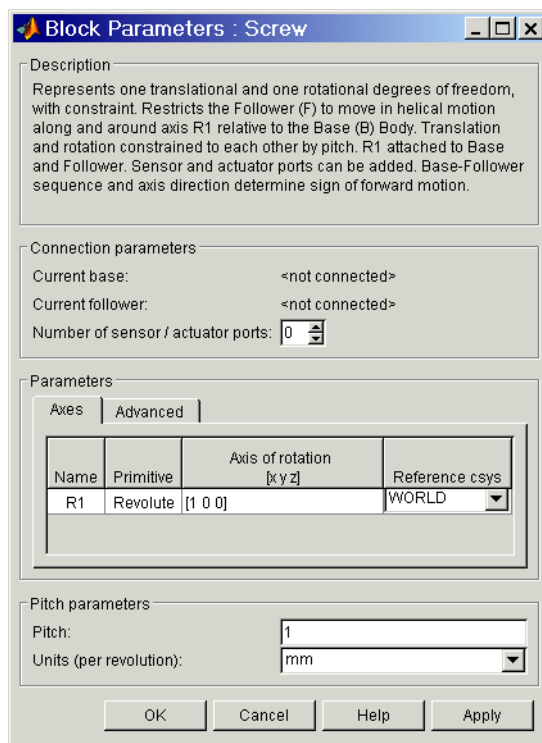 Block Parameters : Screw
Description
Represents one translational and one rotational degrees of freedom,
with constraint. Restricts the Follower (F) to move in helical motion
along and around axis R1 relative to the Base (B) Body. Translation
and rotation constrained to each other by pitch. R1 attached to Base
and Follower. Sensor and actuator ports can be added. Base-Follower
sequence and axis direction determine sign of forward motion.
Connection parameters
Current base: <not connected>
Current follower: <not connected>
Number of sensor / actuator ports: 0
Parameters
Axes Advanced
Name Primitive Axis of rotation [x y z] Reference csys
R1 Revolute [1 0 0] WORLD
Pitch parameters
Pitch: 1
Units (per revolution): mm
OK Cancel Help Apply